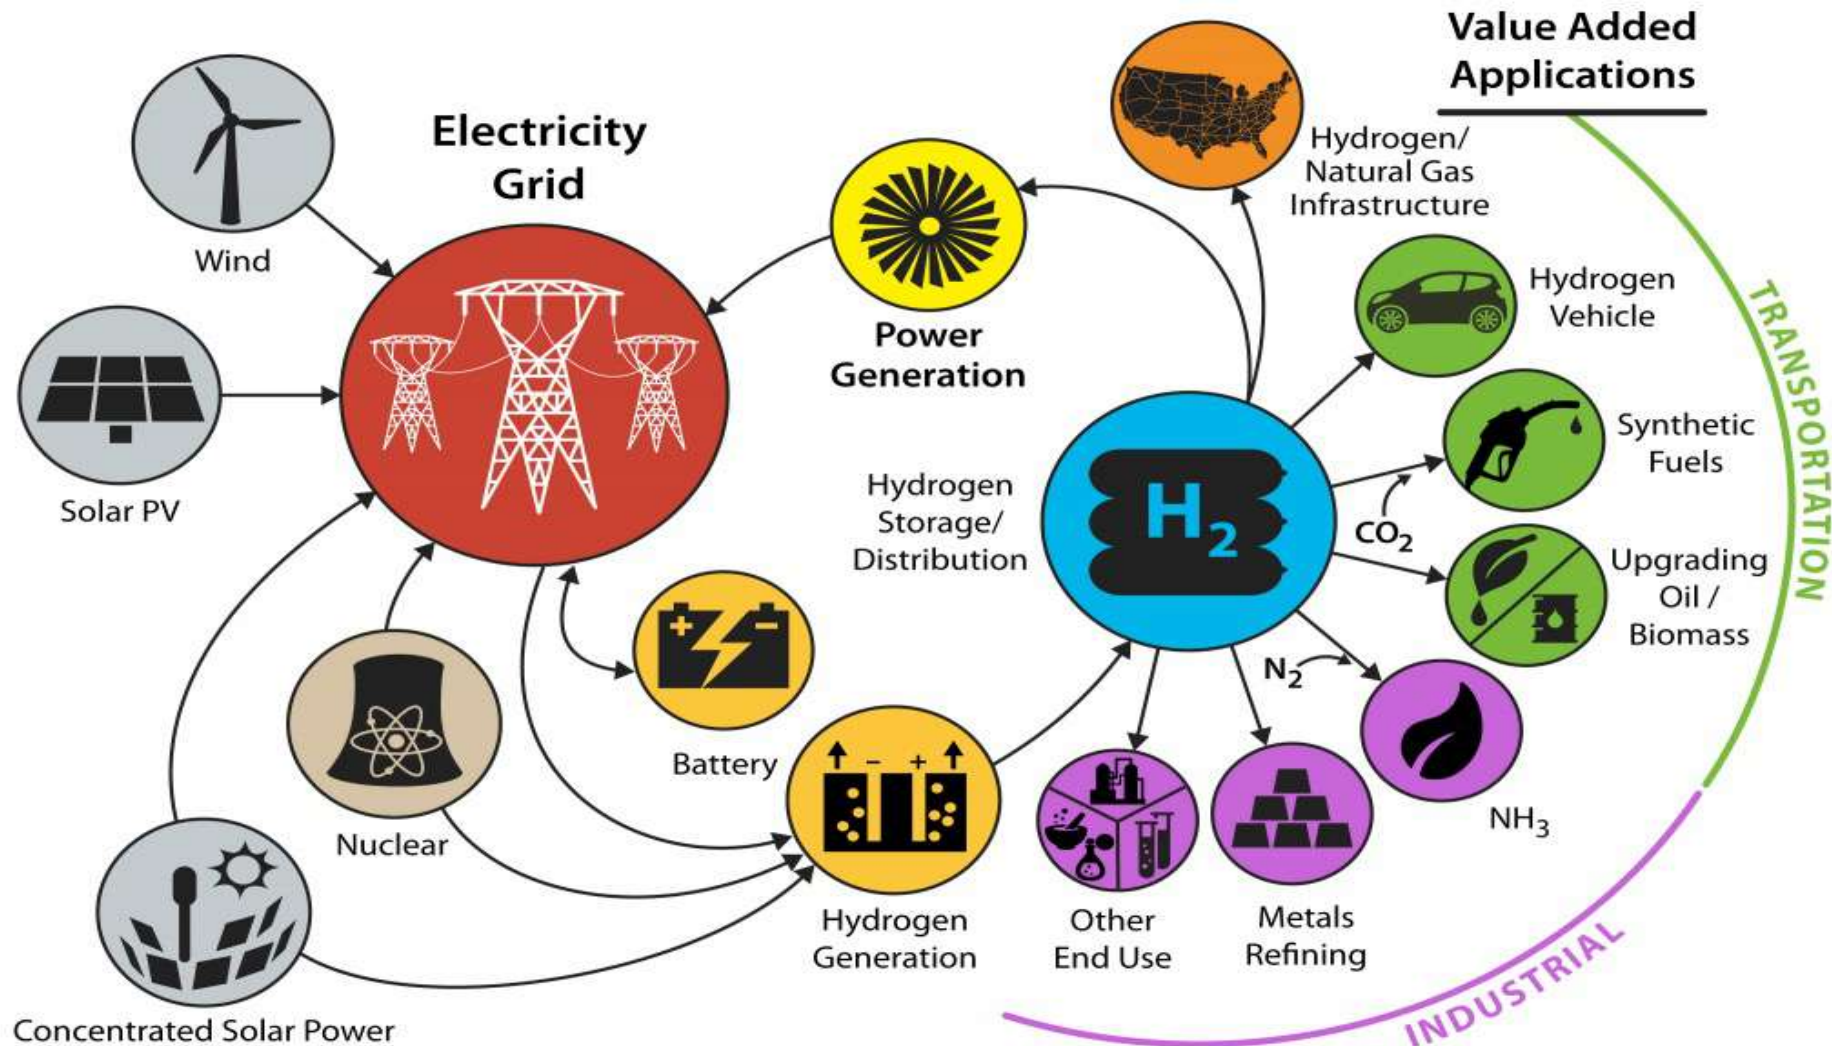 Value Added
Applications
Electricity
Grid
Hydrogen/
Natural Gas
Infrastructure
Wind
Hydrogen
Vehicle
TRANSPORTATION
Power
Generation
Synthetic
Fuels
Solar PV
Hydrogen
Storage/
Distribution
H₂
CO₂
Upgrading
Oil /
Biomass
+ −
N₂
Battery
− +
NH₃
Nuclear
Hydrogen
Generation
Other
End Use
Metals
Refining
INDUSTRIAL
Concentrated Solar Power